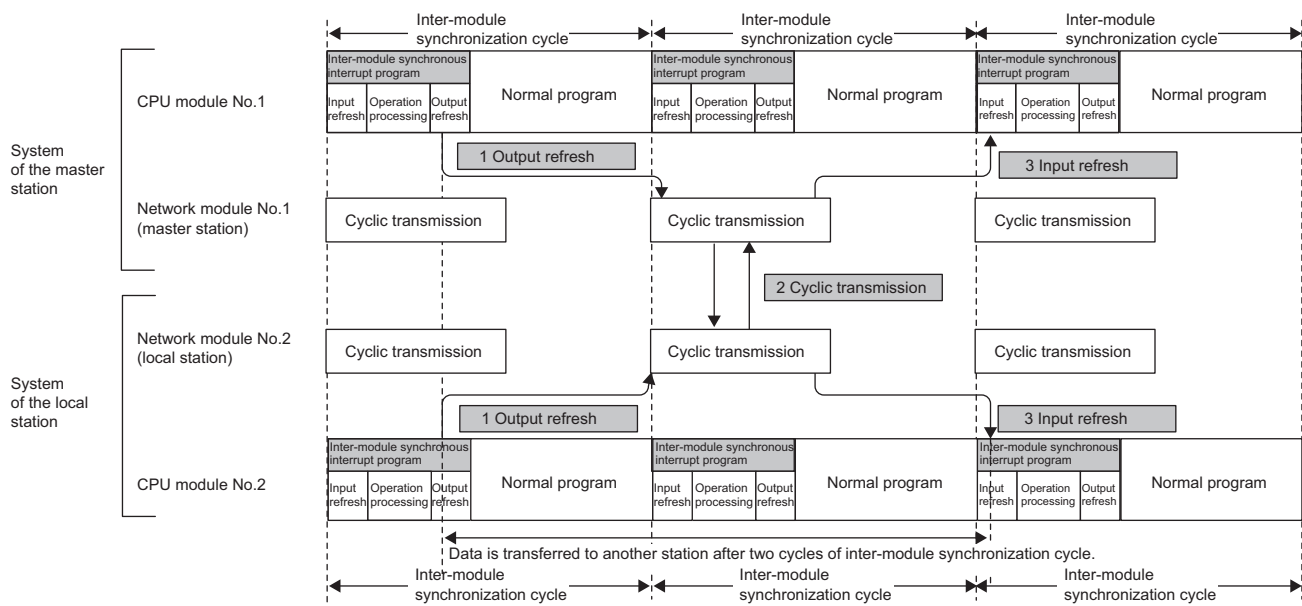 Inter-module
synchronization cycle
Inter-module
synchronization cycle
Inter-module
synchronization cycle
System
of the master
station
CPU module No.1
Inter-module synchronous
interrupt program
Input
refresh
Operation
processing
Output
refresh
Normal program
Inter-module synchronous
interrupt program
Input
refresh
Operation
processing
Output
refresh
Normal program
Inter-module synchronous
interrupt program
Input
refresh
Operation
processing
Output
refresh
Normal program
1 Output refresh
3 Input refresh
Network module No.1
(master station)
Cyclic transmission
Cyclic transmission
Cyclic transmission
2 Cyclic transmission
System
of the local
station
Network module No.2
(local station)
Cyclic transmission
Cyclic transmission
Cyclic transmission
1 Output refresh
3 Input refresh
CPU module No.2
Inter-module synchronous
interrupt program
Input
refresh
Operation
processing
Output
refresh
Normal program
Inter-module synchronous
interrupt program
Input
refresh
Operation
processing
Output
refresh
Normal program
Inter-module synchronous
interrupt program
Input
refresh
Operation
processing
Output
refresh
Normal program
Data is transferred to another station after two cycles of inter-module synchronization cycle.
Inter-module
synchronization cycle
Inter-module
synchronization cycle
Inter-module
synchronization cycle